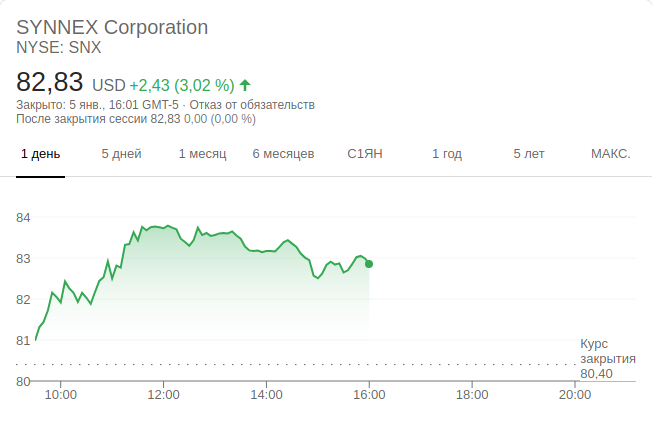 SYNNEX Corporation
NYSE: SNX
82,83 USD +2,43 (3,02 %)
Закрыто: 5 янв., 16:01 GMT-5 · Отказ от обязательств
После закрытия сессии 82,83 0,00 (0,00 %)
1 день 5 дней 1 месяц 6 месяцев С1ЯН 1 год 5 лет МАКС.
84
83
82
81
Курс
закрытия
80,40
80
10:00 12:00 14:00 16:00 18:00 20:00